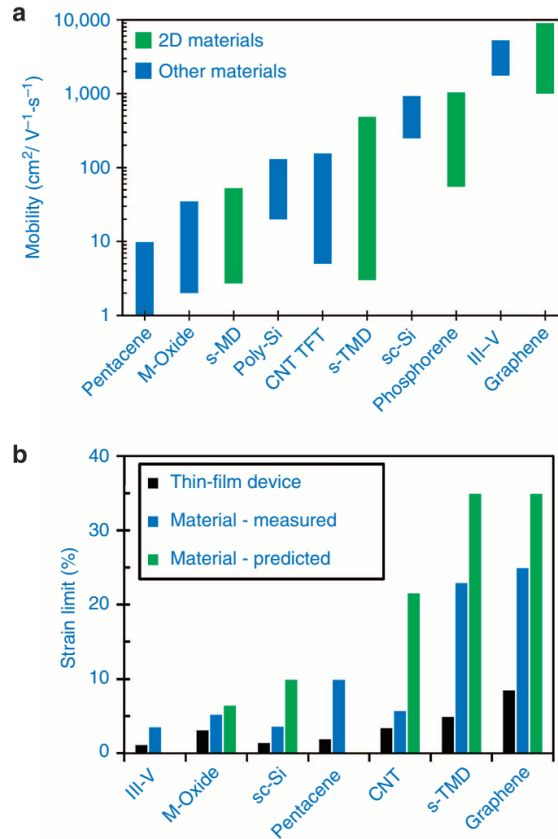 a
10,000
1,000
100
10
1
Mobility (cm²/ V⁻¹-s⁻¹)
2D materials
Other materials
Pentacene
M-Oxide
s-MD
Poly-Si
CNT TFT
s-TMD
sc-Si
Phosphorene
III–V
Graphene
b
40
30
20
10
0
Strain limit (%)
Thin-film device
Material - measured
Material - predicted
III-V
M-Oxide
sc-Si
Pentacene
CNT
s-TMD
Graphene